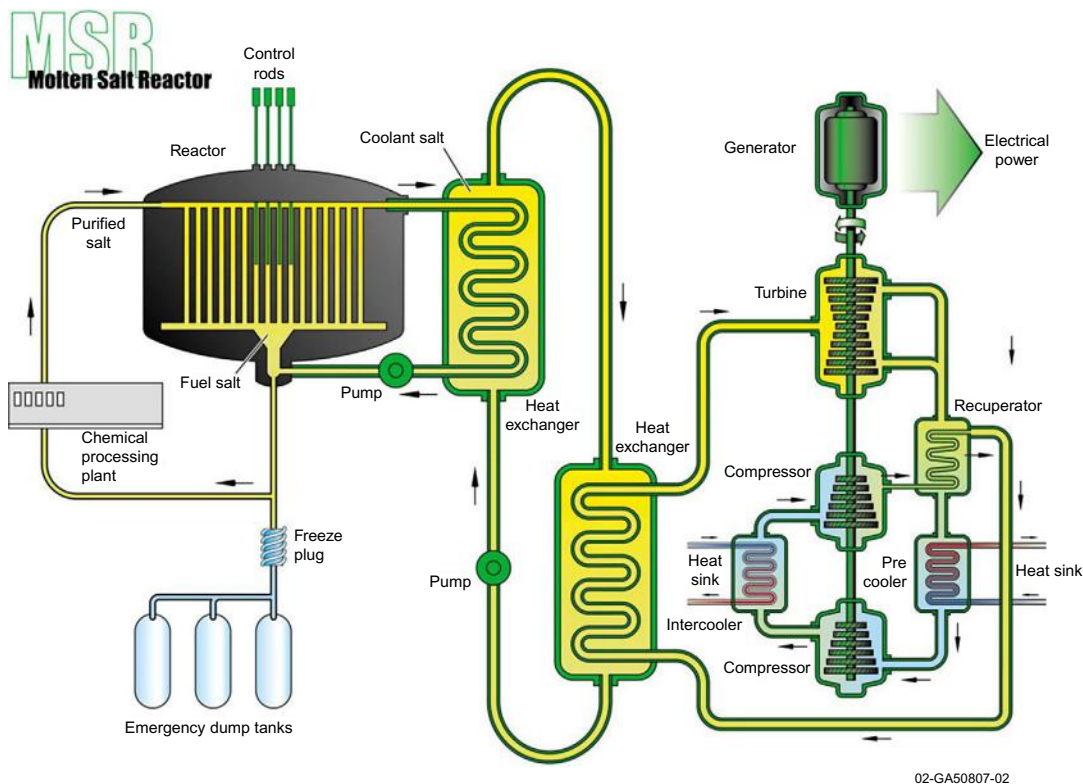 MSR
Molten Salt Reactor
Control
rods
Reactor
Coolant salt
Generator
Electrical
power
Purified
salt
Turbine
Fuel salt
Pump
Heat
exchanger
Heat
exchanger
Recuperator
Chemical
processing
plant
Compressor
Freeze
plug
Pump
Heat
sink
Pre
cooler
Heat sink
Intercooler
Compressor
Emergency dump tanks
02-GA50807-02